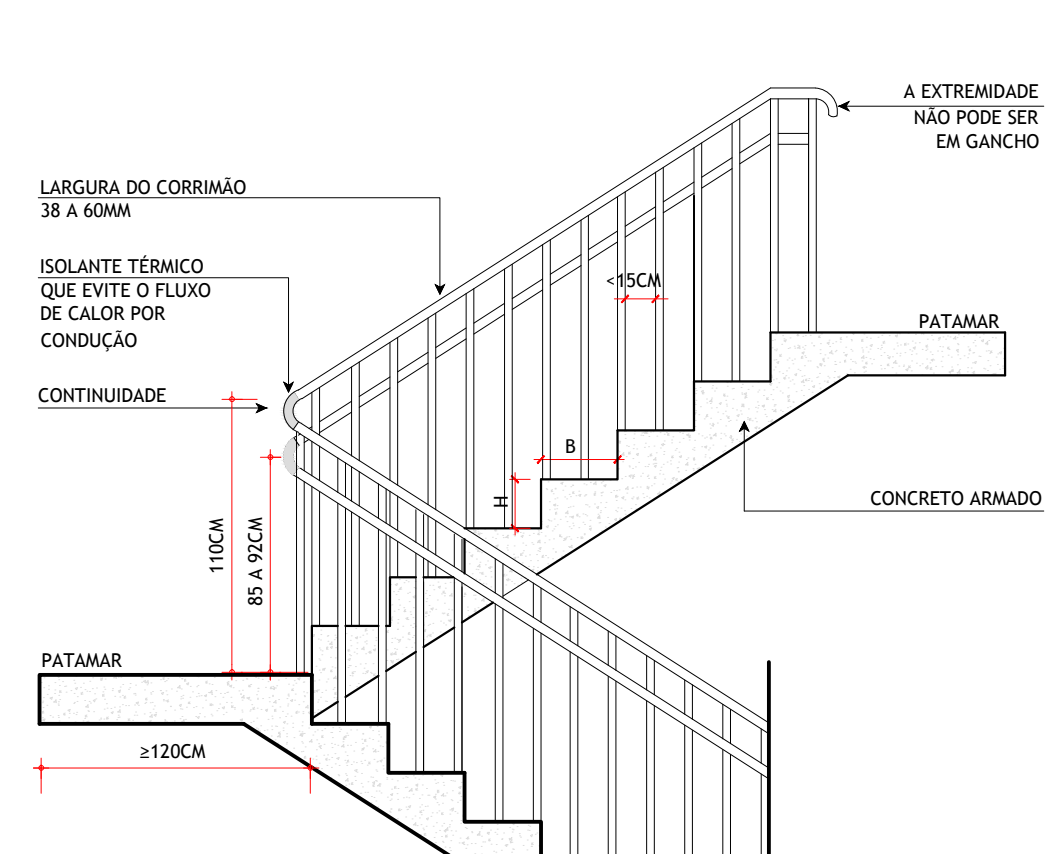 A EXTREMIDADE
NÃO PODE SER
EM GANCHO
LARGURA DO CORRIMÃO
38 A 60MM
ISOLANTE TÉRMICO
QUE EVITE O FLUXO
DE CALOR POR
CONDUÇÃO
<15CM
PATAMAR
CONTINUIDADE
B
H
CONCRETO ARMADO
110CM
85 A 92CM
PATAMAR
≥120CM